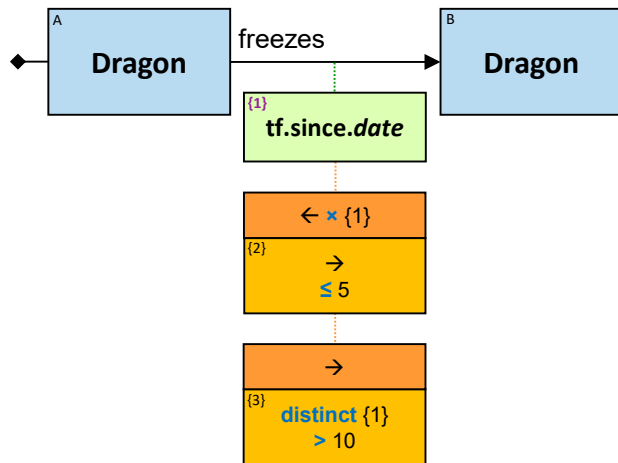 A
Dragon
freezes
B
Dragon
{1}
tf.since.date
← × {1}
{2}
→
≤ 5
→
{3}
distinct {1}
> 10